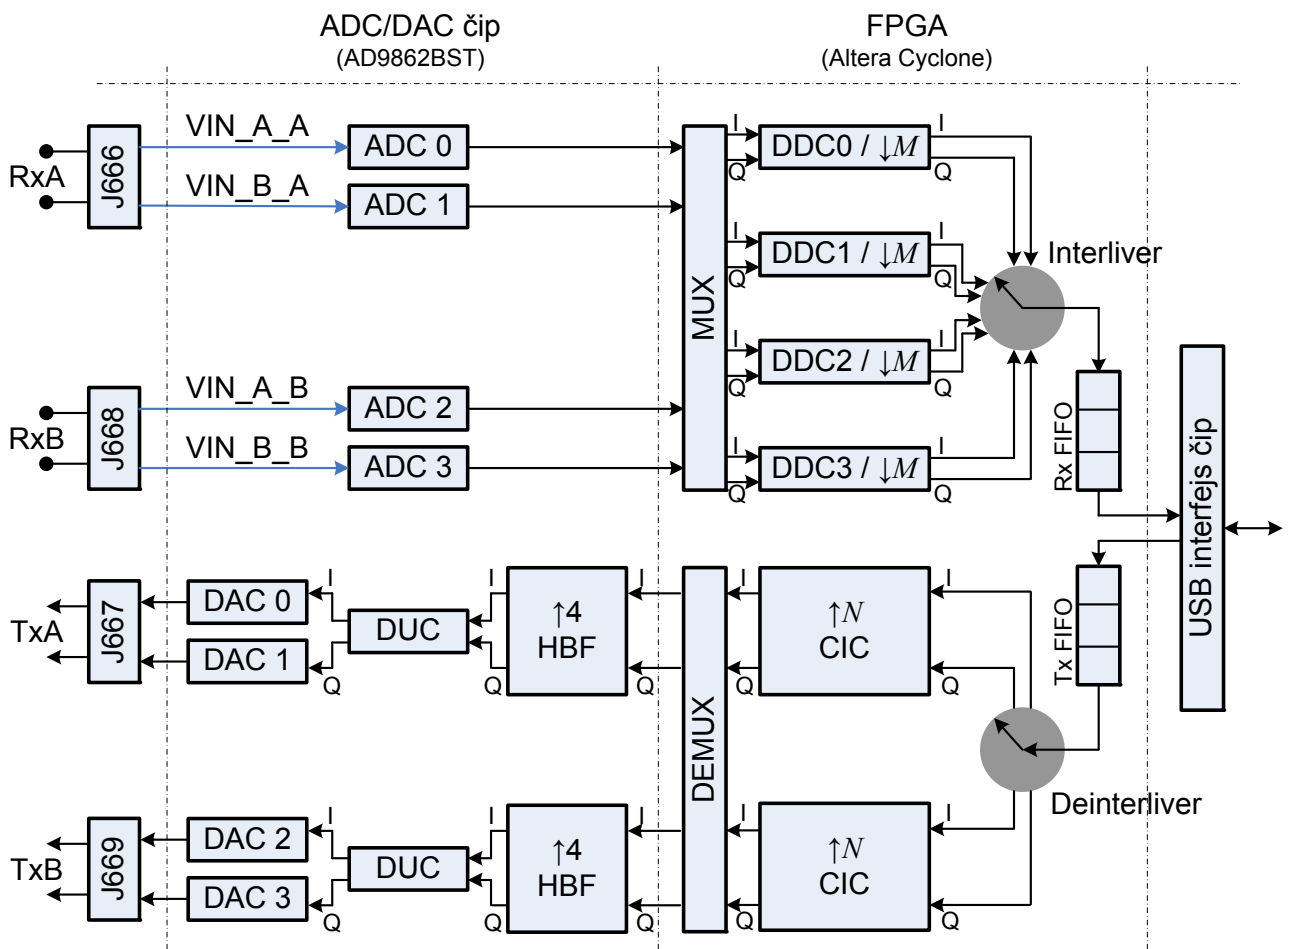 ADC/DAC čip
(AD9862BST)
FPGA
(Altera Cyclone)
RxA
J666
VIN_A_A
VIN_B_A
ADC 0
ADC 1
RxB
J668
VIN_A_B
VIN_B_B
ADC 2
ADC 3
MUX
I
Q
DDC0 / ↓M
I
Q
I
Q
DDC1 / ↓M
I
Q
I
Q
DDC2 / ↓M
I
Q
I
Q
DDC3 / ↓M
I
Q
Interliver
Rx FIFO
USB interfejs čip
Tx FIFO
Deinterliver
TxA
J667
DAC 0
DAC 1
I
Q
DUC
I
Q
↑4
HBF
I
Q
DEMUX
I
Q
↑N
CIC
I
Q
TxB
J669
DAC 2
DAC 3
I
Q
DUC
I
Q
↑4
HBF
I
Q
I
Q
↑N
CIC
I
Q